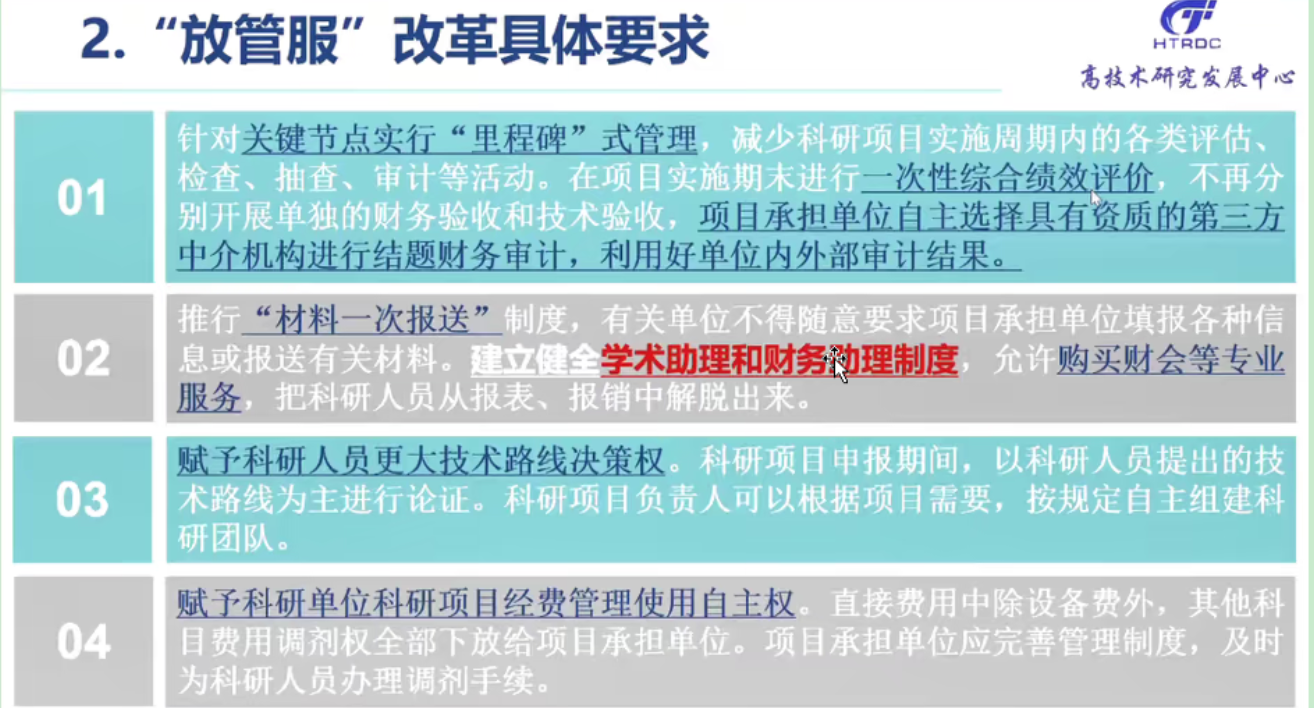 2. “放管服”改革具体要求
HTRDC
高技术研究发展中心
01
针对关键节点实行“里程碑”式管理，减少科研项目实施周期内的各类评估、
检查、抽查、审计等活动。在项目实施期末进行一次性综合绩效评价，不再分
别开展单独的财务验收和技术验收，项目承担单位自主选择具有资质的第三方
中介机构进行结题财务审计，利用好单位内外部审计结果。
02
推行“材料一次报送”制度，有关单位不得随意要求项目承担单位填报各种信
息或报送有关材料。建立健全学术助理和财务助理制度，允许购买财会等专业
服务，把科研人员从报表、报销中解脱出来。
03
赋予科研人员更大技术路线决策权。科研项目申报期间，以科研人员提出的技
术路线为主进行论证。科研项目负责人可以根据项目需要，按规定自主组建科
研团队。
04
赋予科研单位科研项目经费管理使用自主权。直接费用中除设备费外，其他科
目费用调剂权全部下放给项目承担单位。项目承担单位应完善管理制度，及时
为科研人员办理调剂手续。